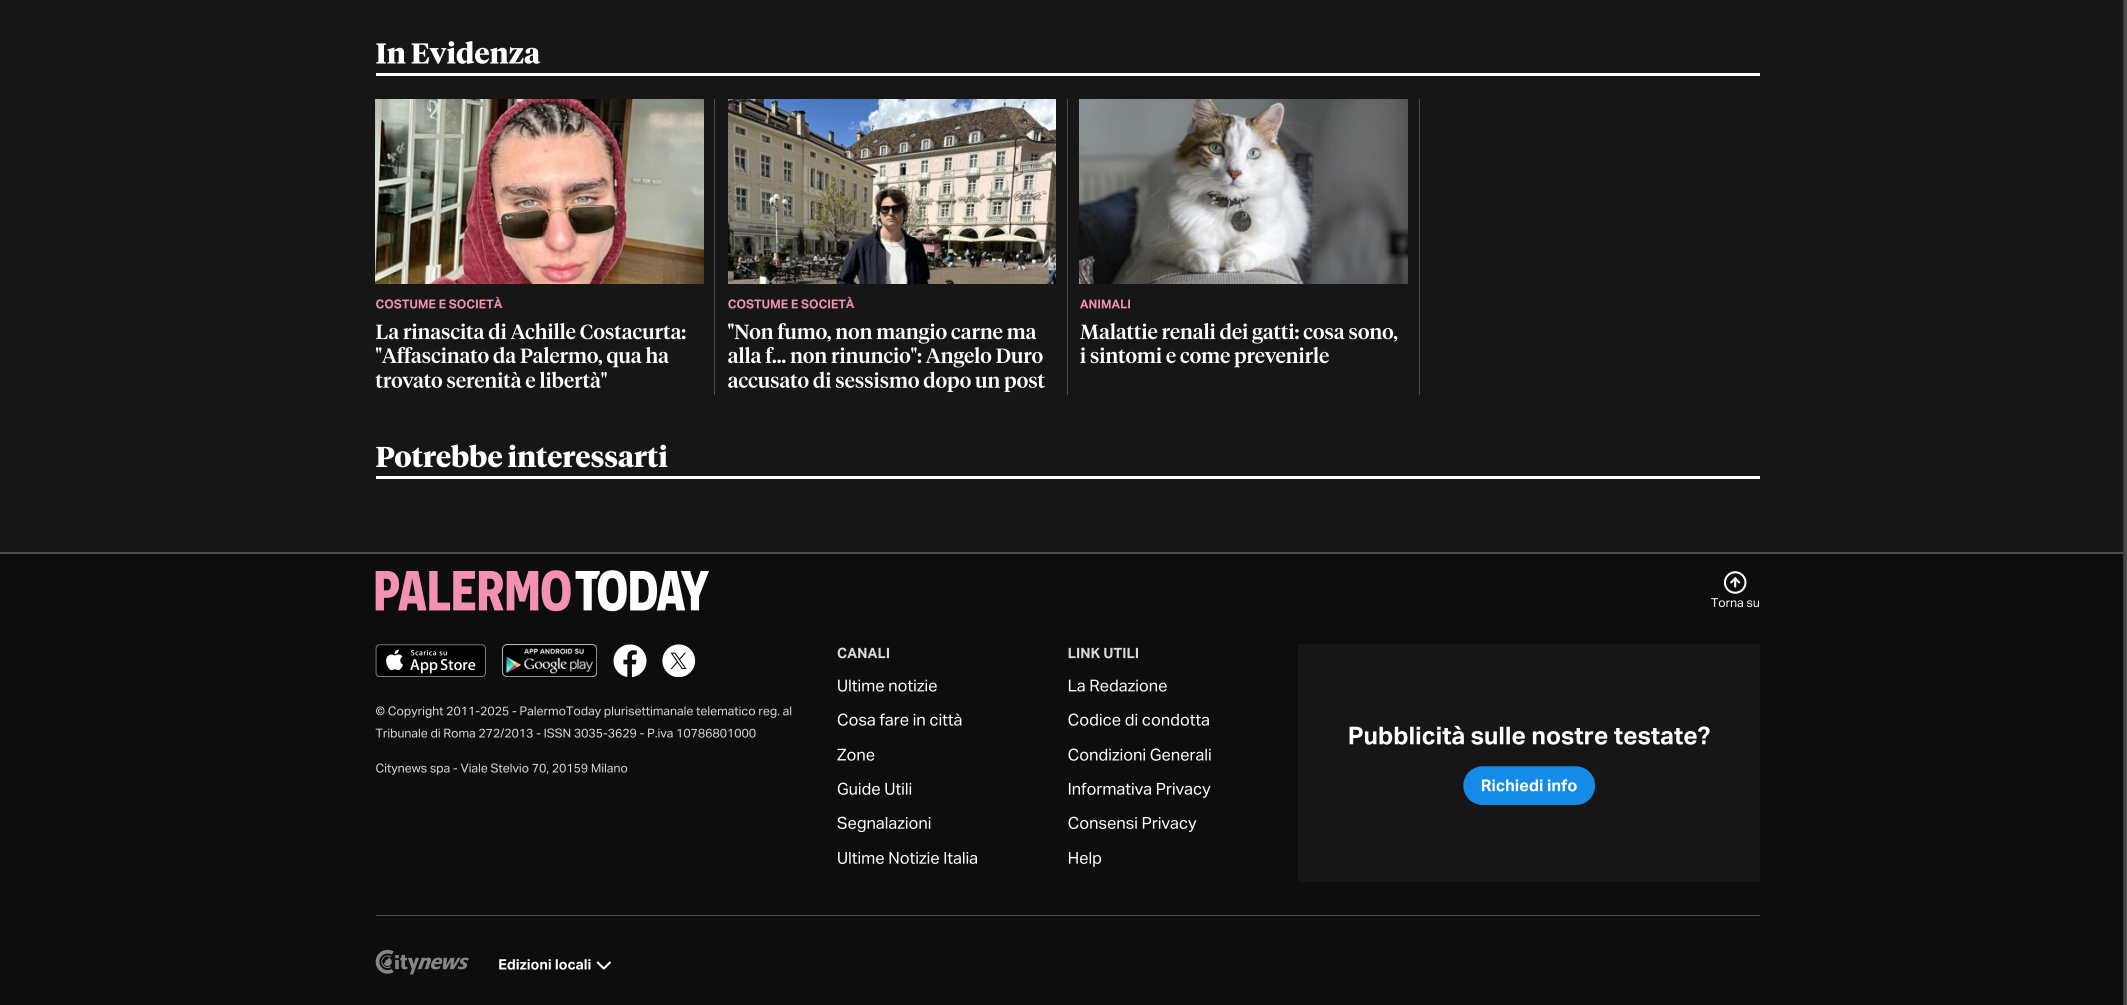 In Evidenza
COSTUME E SOCIETÀ
La rinascita di Achille Costacurta:
"Affascinato da Palermo, qua ha
trovato serenità e libertà"
COSTUME E SOCIETÀ
"Non fumo, non mangio carne ma
alla f... non rinuncio": Angelo Duro
accusato di sessismo dopo un post
ANIMALI
Malattie renali dei gatti: cosa sono,
i sintomi e come prevenirle
Potrebbe interessarti
PALERMOTODAY
Torna su
Scarica su
App Store
APP ANDROID SU
Google play
© Copyright 2011-2025 - PalermoToday plurisettimanale telematico reg. al
Tribunale di Roma 272/2013 - ISSN 3035-3629 - P.iva 10786801000
Citynews spa - Viale Stelvio 70, 20159 Milano
CANALI
Ultime notizie
Cosa fare in città
Zone
Guide Utili
Segnalazioni
Ultime Notizie Italia
LINK UTILI
La Redazione
Codice di condotta
Condizioni Generali
Informativa Privacy
Consensi Privacy
Help
Pubblicità sulle nostre testate?
Richiedi info
Citynews
Edizioni locali